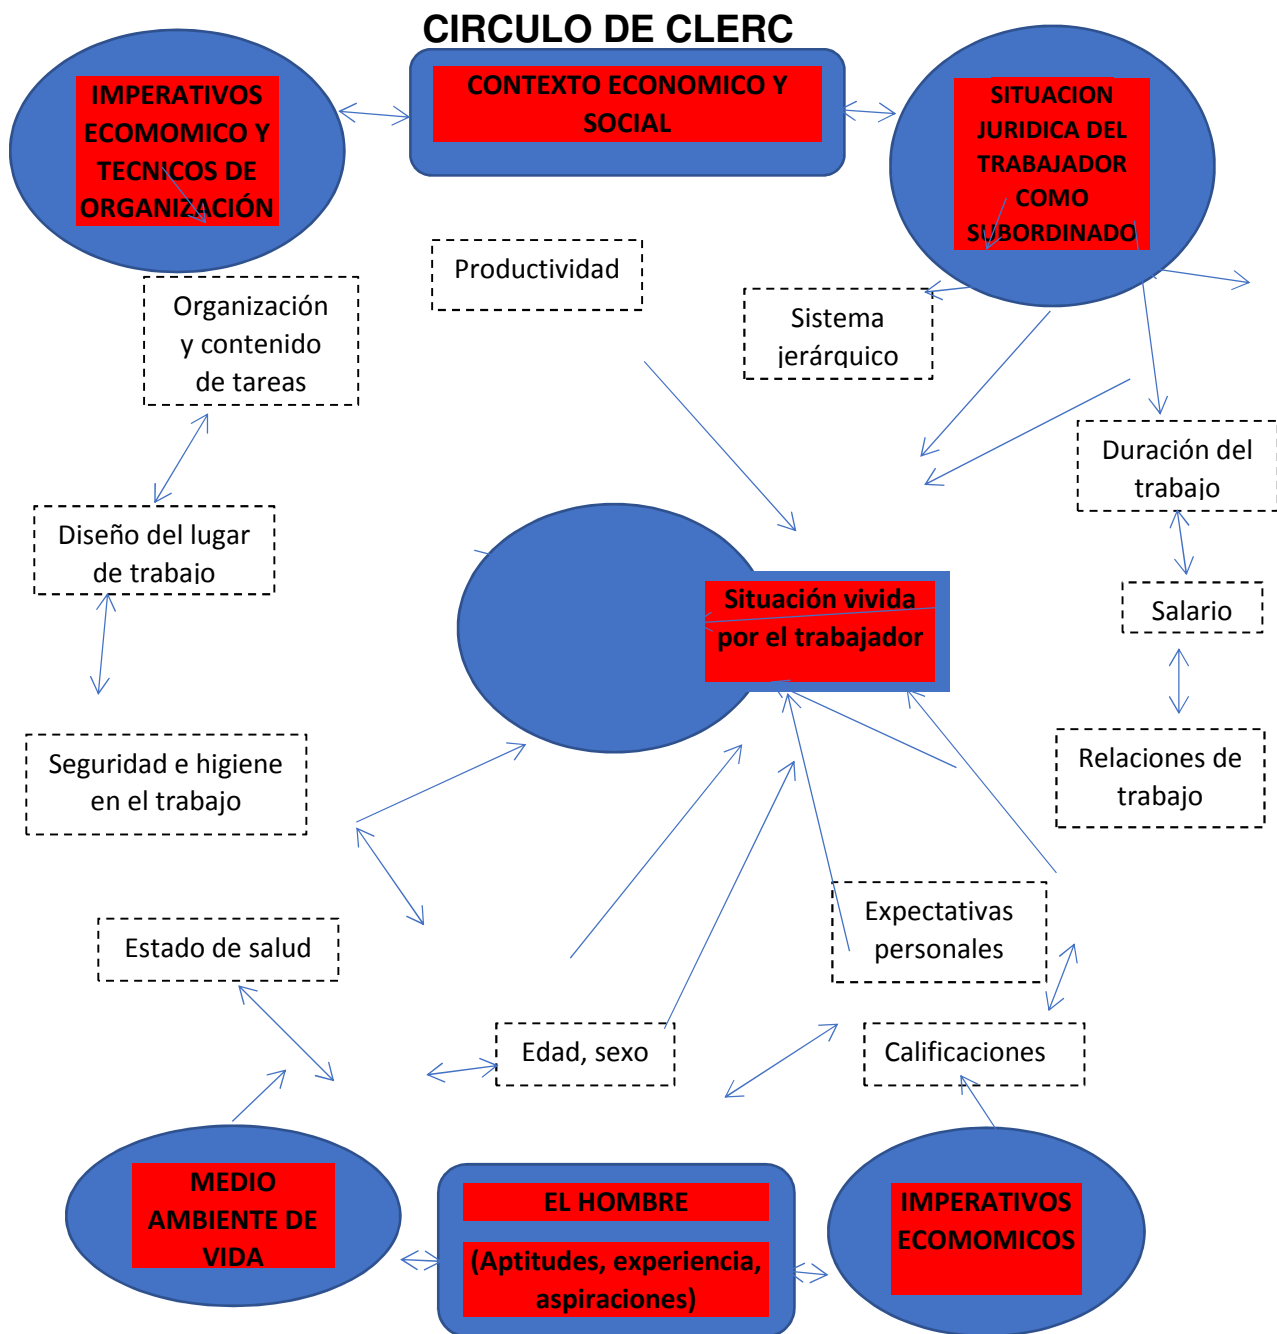 CIRCULO DE CLERC
IMPERATIVOS
ECOMOMICO Y
TECNICOS DE
ORGANIZACIÓN
CONTEXTO ECONOMICO Y
SOCIAL
SITUACION
JURIDICA DEL
TRABAJADOR
COMO
SUBORDINADO
Organización
y contenido
de tareas
Productividad
Sistema
jerárquico
Diseño del lugar
de trabajo
Duración del
trabajo
Situación vivida
por el trabajador
Salario
Seguridad e higiene
en el trabajo
Relaciones de
trabajo
Estado de salud
Expectativas
personales
Edad, sexo
Calificaciones
MEDIO
AMBIENTE DE
VIDA
EL HOMBRE
(Aptitudes, experiencia,
aspiraciones)
IMPERATIVOS
ECOMOMICOS